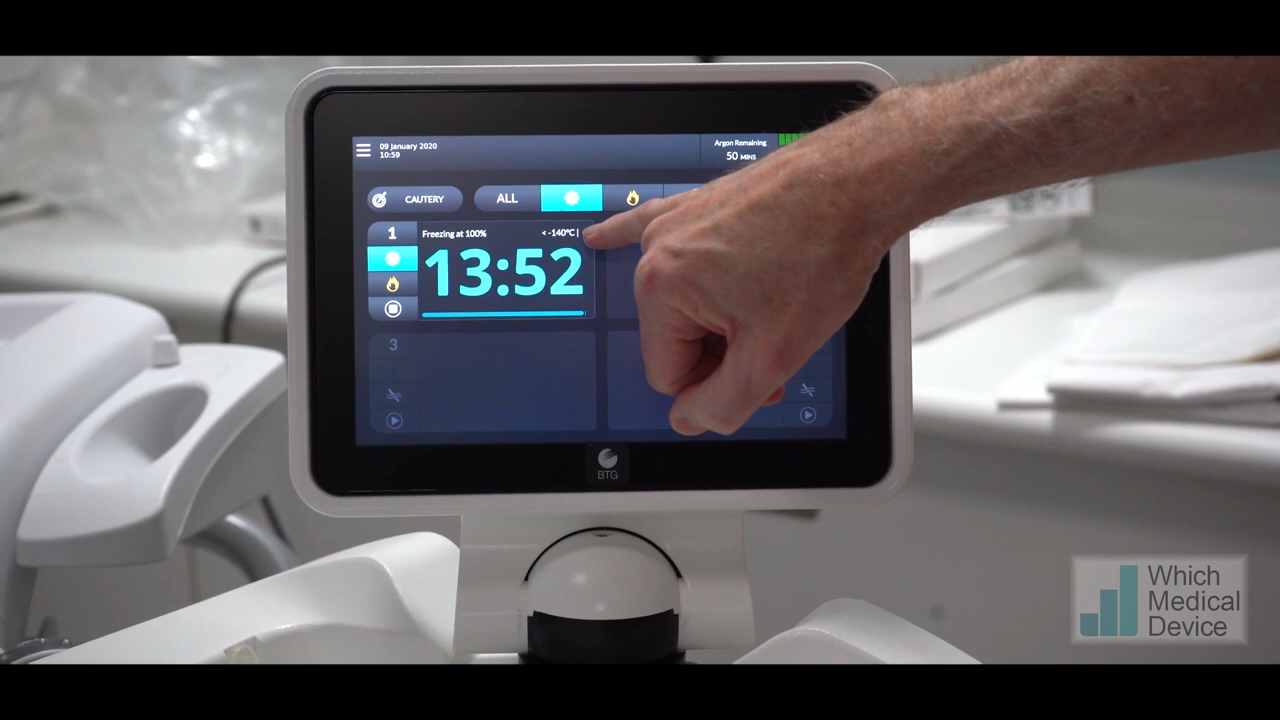 09 January 2020
10:59
Argon Remaining
50 MINS
CAUTERY
ALL
1
Freezing at 100%
< -140°C |
13:52
3
BTG
Which
Medical
Device